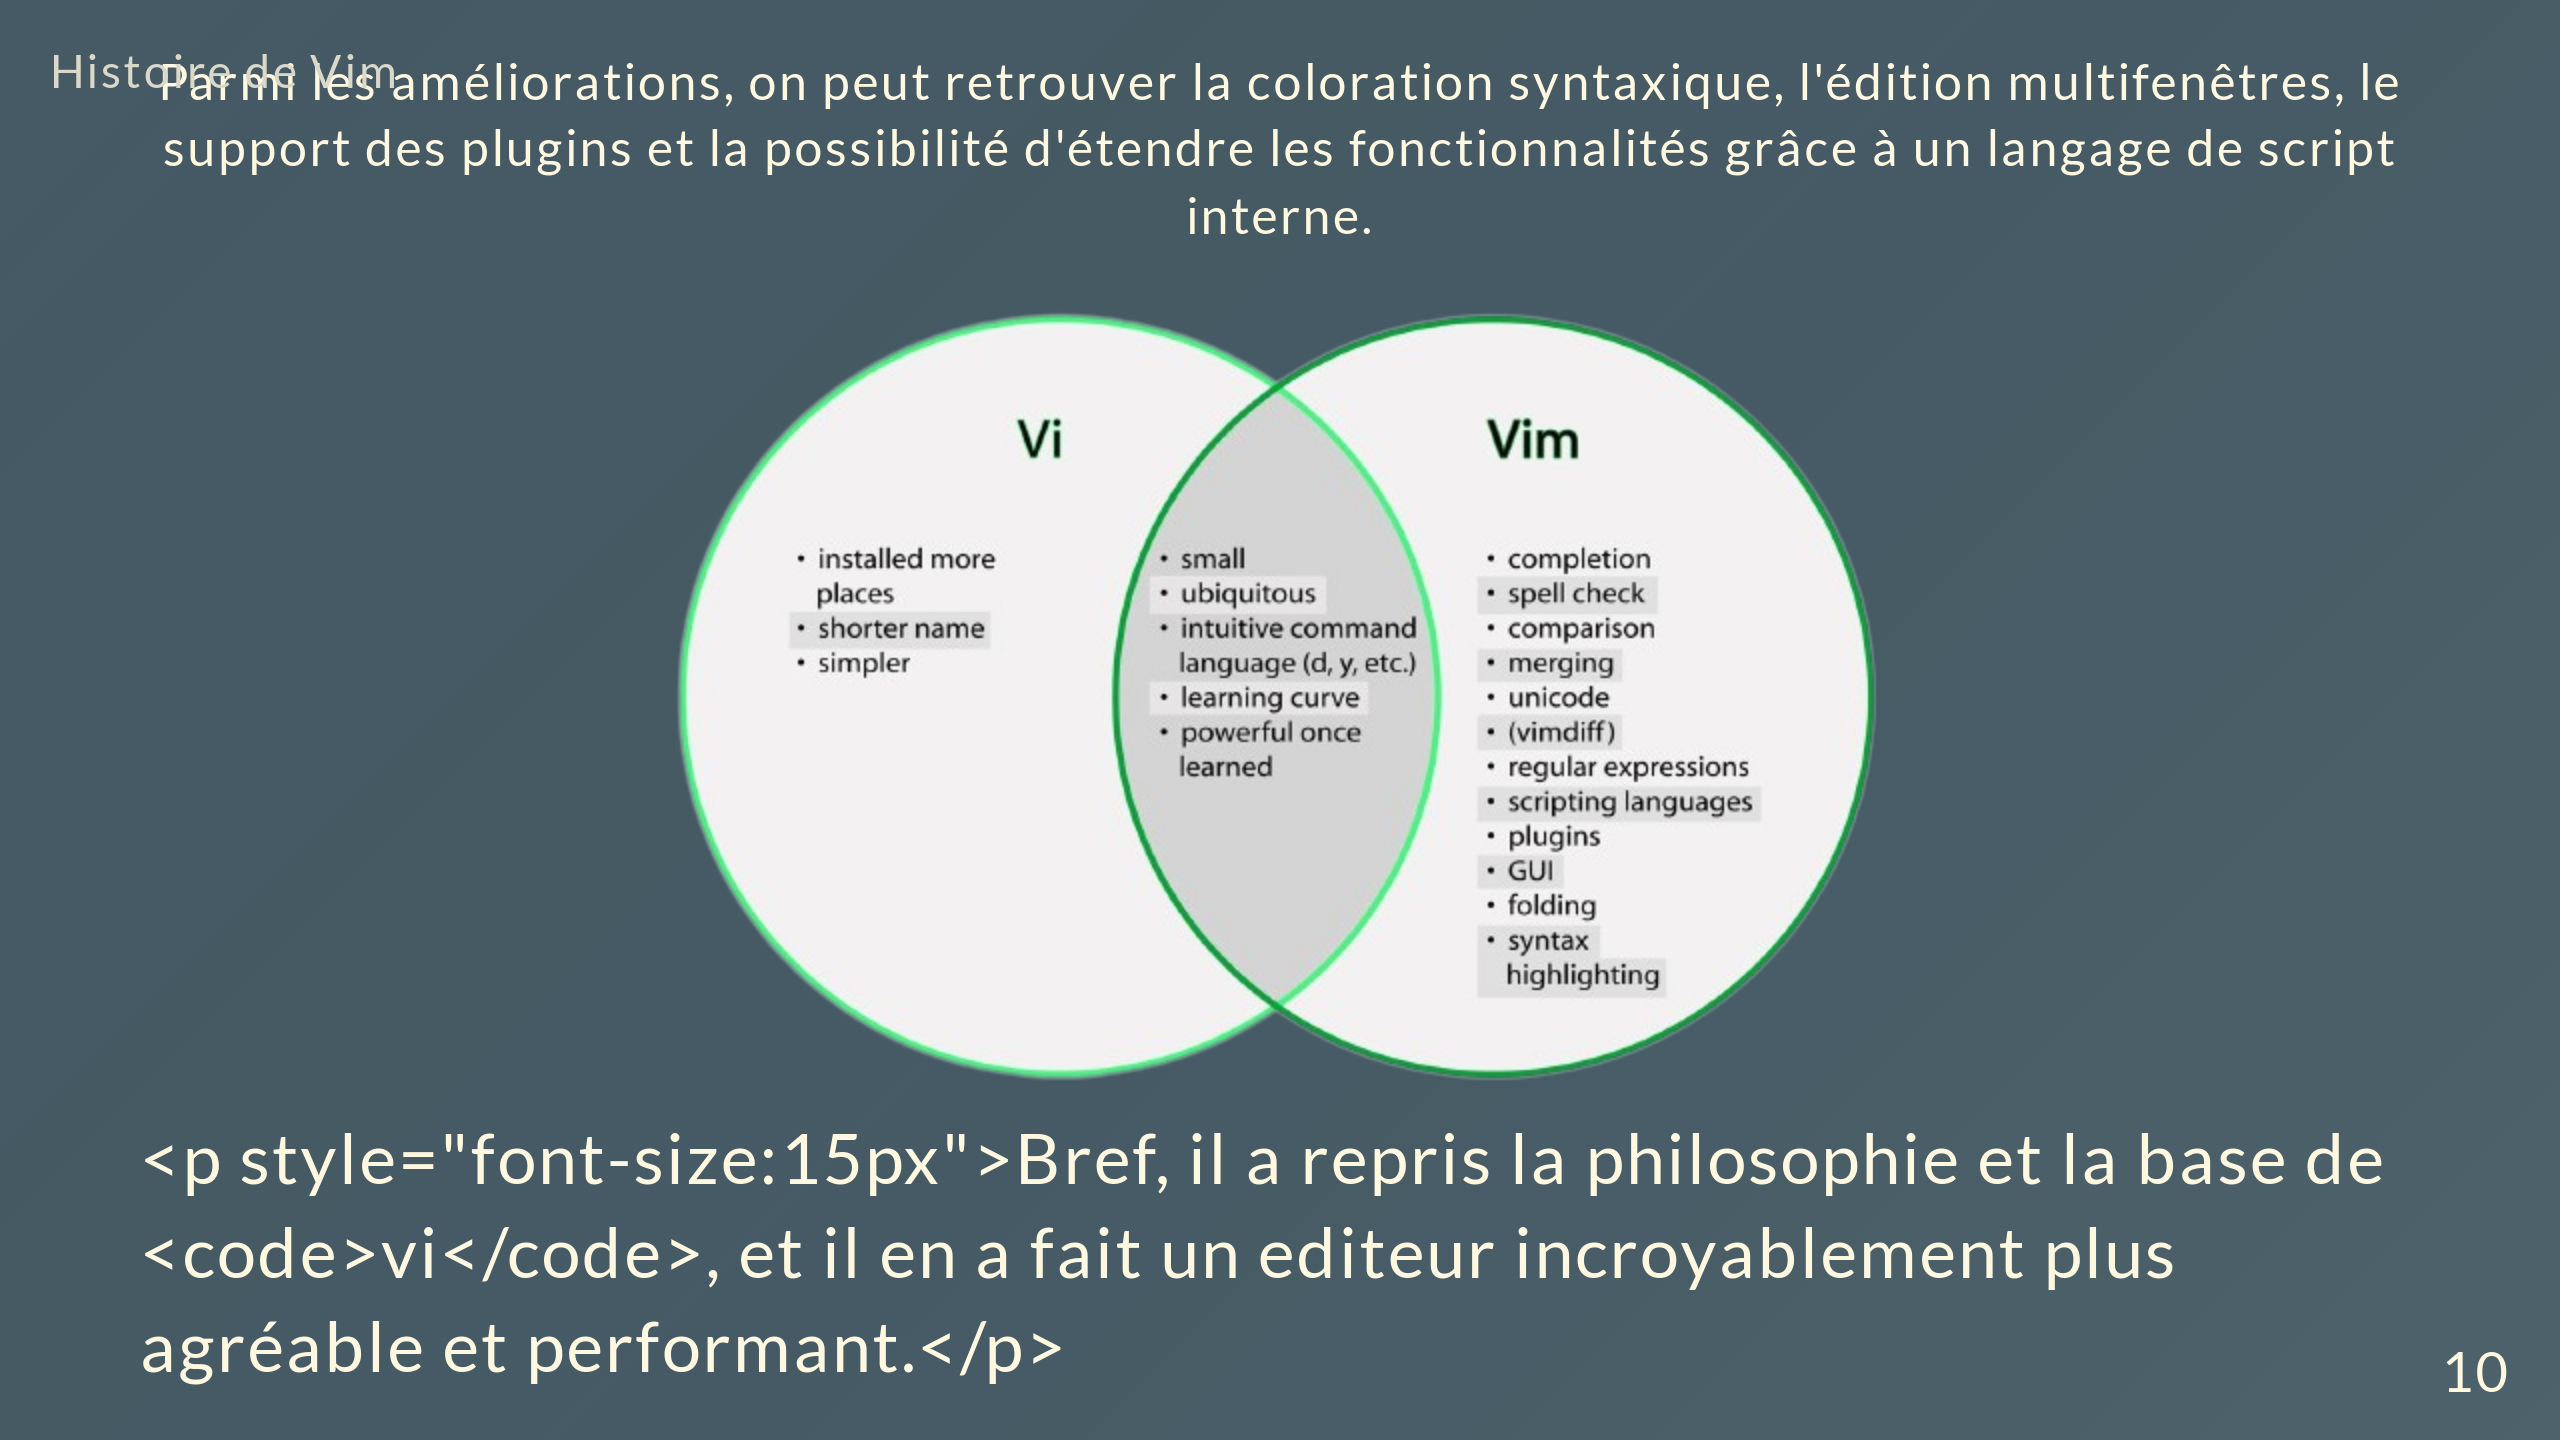 Histoire de Vim
Parmi les améliorations, on peut retrouver la coloration syntaxique, l'édition multifenêtres, le
support des plugins et la possibilité d'étendre les fonctionnalités grâce à un langage de script
interne.
Vi
• installed more
places
• shorter name
• simpler
• small
• ubiquitous
• intuitive command
language (d, y, etc.)
• learning curve
• powerful once
learned
Vim
• completion
• spell check
• comparison
• merging
• unicode
• (vimdiff)
• regular expressions
• scripting languages
• plugins
• GUI
• folding
• syntax
highlighting
<p style="font-size:15px">Bref, il a repris la philosophie et la base de
<code>vi</code>, et il en a fait un editeur incroyablement plus
agréable et performant.</p>
10